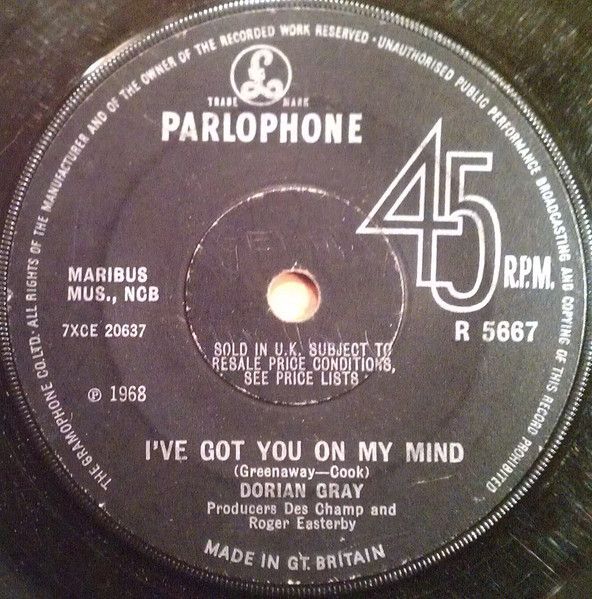 THE GRAMOPHONE CO.LTD. ALL RIGHTS OF THE MANUFACTURER AND OF THE OWNER OF THE RECORDED WORK RESERVED · UNAUTHORISED PUBLIC PERFORMANCE BROADCASTING AND COPYING OF THIS RECORD PROHIBITED
£
TRADE MARK
PARLOPHONE
45
R.P.M.
MARIBUS
MUS., NCB
7XCE 20637
R 5667
SOLD IN U.K. SUBJECT TO
RESALE PRICE CONDITIONS,
SEE PRICE LISTS
℗ 1968
I'VE GOT YOU ON MY MIND
(Greenaway—Cook)
DORIAN GRAY
Producers Des Champ and
Roger Easterby
MADE IN GT. BRITAIN